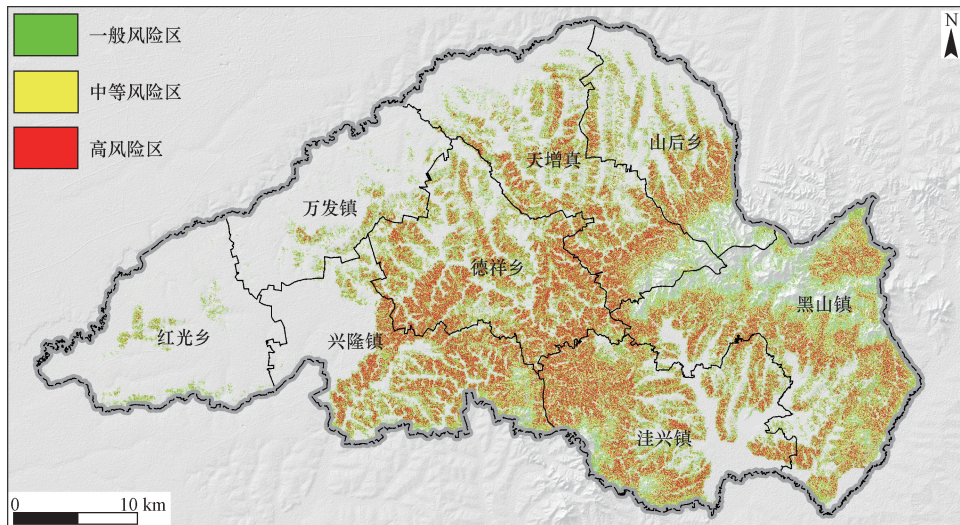 一般风险区
中等风险区
高风险区
N
山后乡
天增真
万发镇
德祥乡
黑山镇
红光乡
兴隆镇
洼兴镇
0 10 km